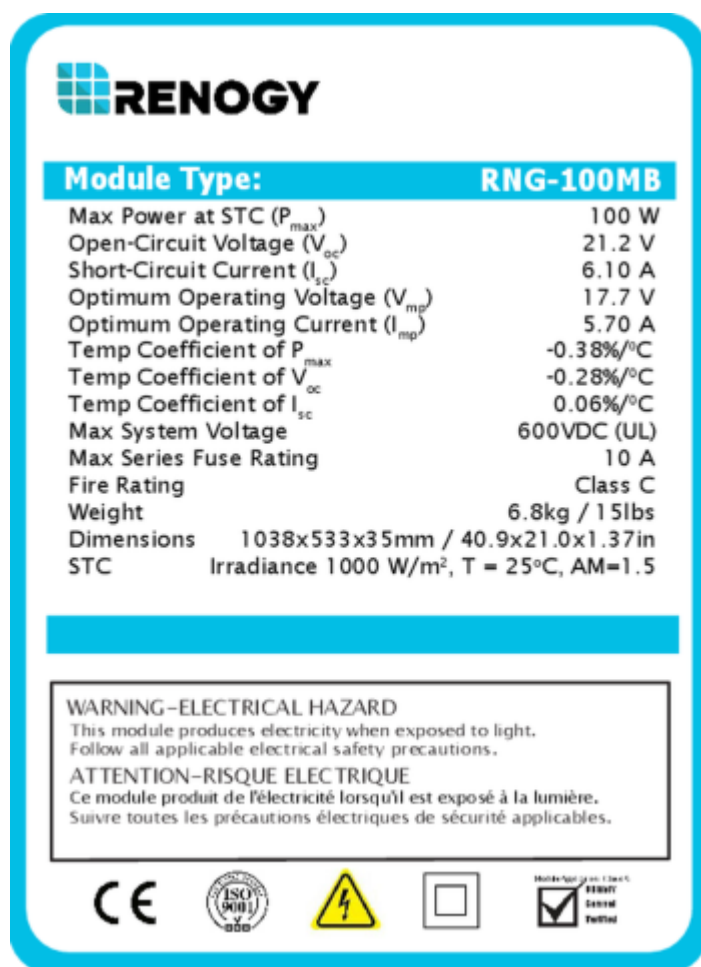 RENOGY
Module Type: RNG-100MB
Max Power at STC (Pmax) 100 W
Open-Circuit Voltage (Voc) 21.2 V
Short-Circuit Current (Isc) 6.10 A
Optimum Operating Voltage (Vmp) 17.7 V
Optimum Operating Current (Imp) 5.70 A
Temp Coefficient of Pmax -0.38%/°C
Temp Coefficient of Voc -0.28%/°C
Temp Coefficient of Isc 0.06%/°C
Max System Voltage 600VDC (UL)
Max Series Fuse Rating 10 A
Fire Rating Class C
Weight 6.8kg / 15lbs
Dimensions 1038x533x35mm / 40.9x21.0x1.37in
STC Irradiance 1000 W/m², T = 25°C, AM=1.5
WARNING-ELECTRICAL HAZARD
This module produces electricity when exposed to light.
Follow all applicable electrical safety precautions.
ATTENTION-RISQUE ELECTRIQUE
Ce module produit de l'électricité lorsqu'il est exposé à la lumière.
Suivre toutes les précautions électriques de sécurité applicables.
CE
ISO
9001